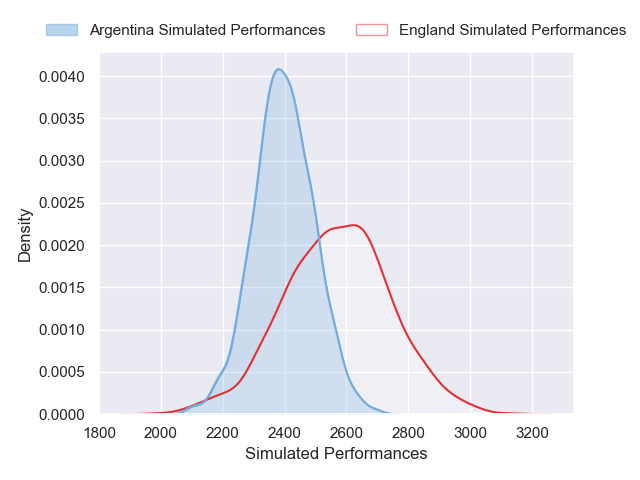 Argentina Simulated Performances England Simulated Performances
0.0040
0.0035
0.0030
0.0025
0.0020
0.0015
0.0010
0.0005
0.0000
Density
1800 2000 2200 2400 2600 2800 3000 3200
Simulated Performances